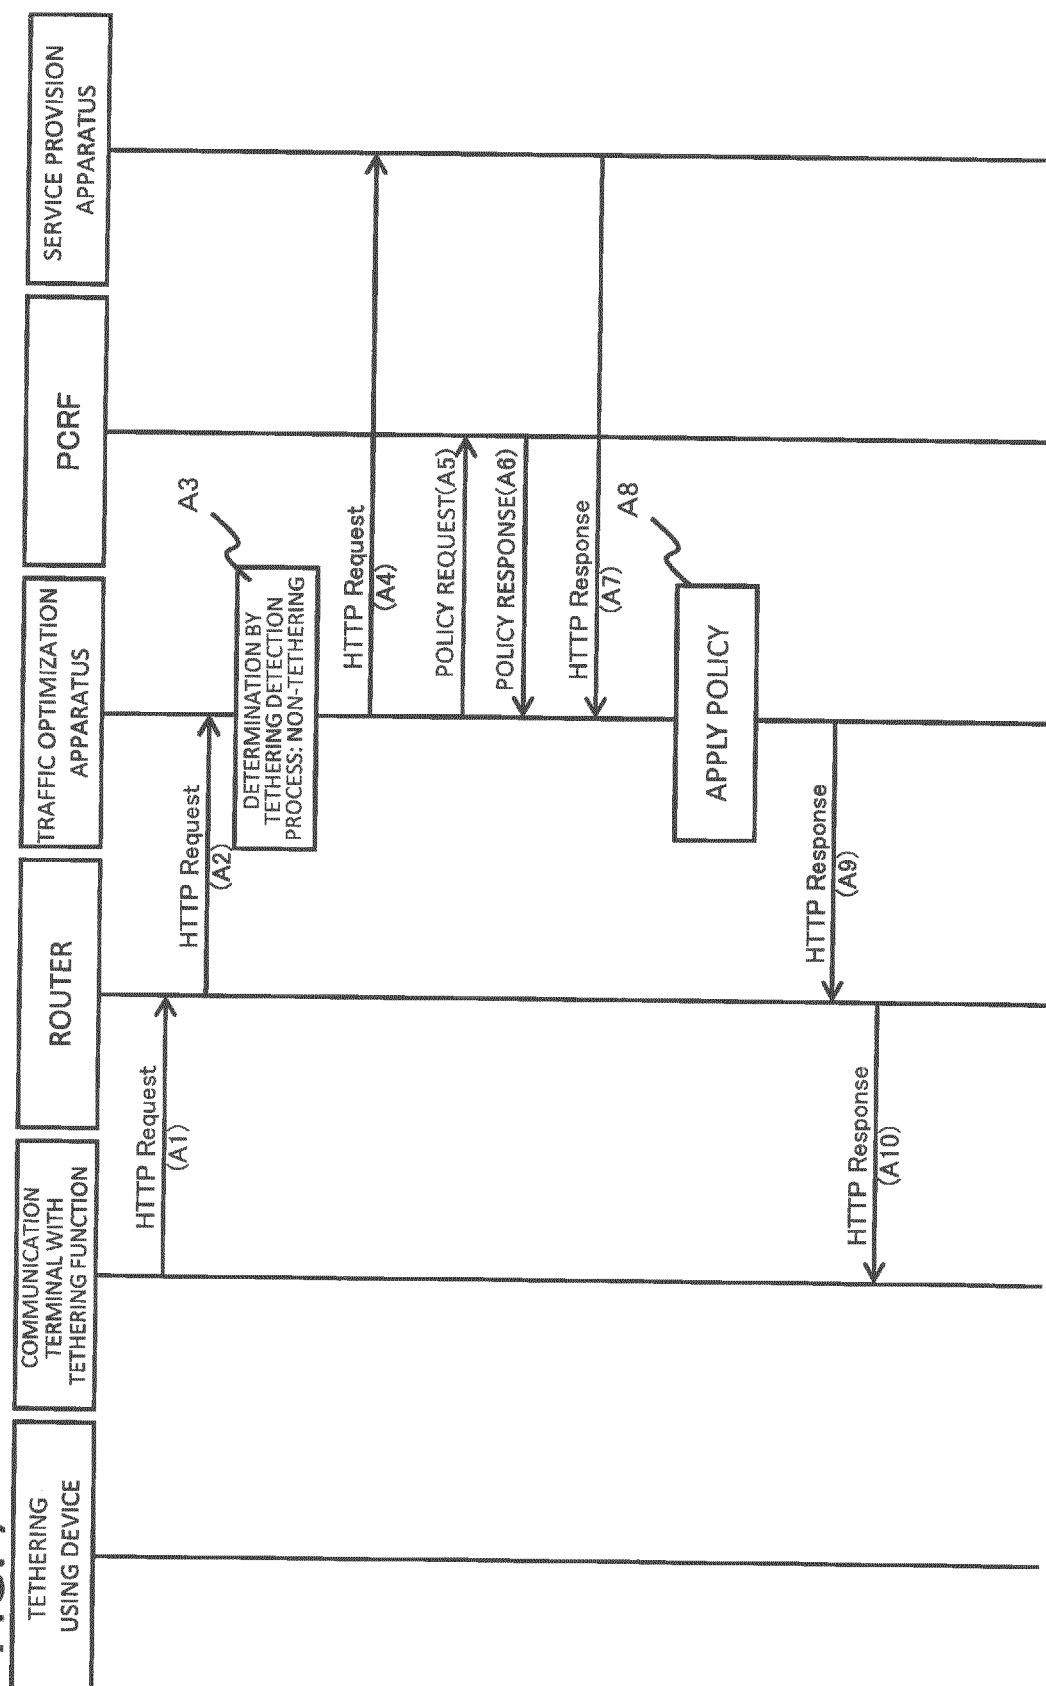 TETHERING
USING DEVICE
COMMUNICATION
TERMINAL WITH
TETHERING FUNCTION
ROUTER
TRAFFIC OPTIMIZATION
APPARATUS
PCRF
SERVICE PROVISION
APPARATUS
HTTP Request
(A1)
HTTP Request
(A2)
A3
DETERMINATION BY
TETHERING DETECTION
PROCESS: NON-TETHERING
HTTP Request
(A4)
POLICY REQUEST(A5)
POLICY RESPONSE(A6)
HTTP Response
(A7)
A8
APPLY POLICY
HTTP Response
(A9)
HTTP Response
(A10)